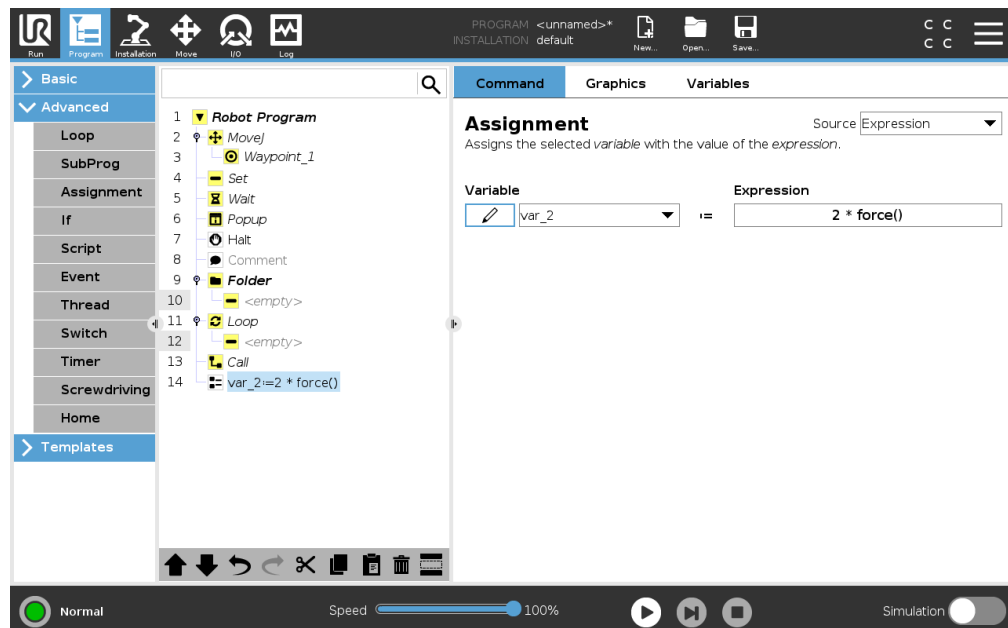 PROGRAM <unnamed>*
INSTALLATION default
C C
C C
Run Program Installation Move I/O Log New... Open... Save...
Basic
Advanced
Loop
SubProg
Assignment
If
Script
Event
Thread
Switch
Timer
Screwdriving
Home
Templates
1 Robot Program
2 MoveJ
3 Waypoint_1
4 Set
5 Wait
6 Popup
7 Halt
8 Comment
9 Folder
10 <empty>
11 Loop
12 <empty>
13 Call
14 var_2:=2 * force()
Command Graphics Variables
Assignment
Source Expression
Assigns the selected variable with the value of the expression.
Variable Expression
var_2 := 2 * force()
Normal Speed 100% Simulation